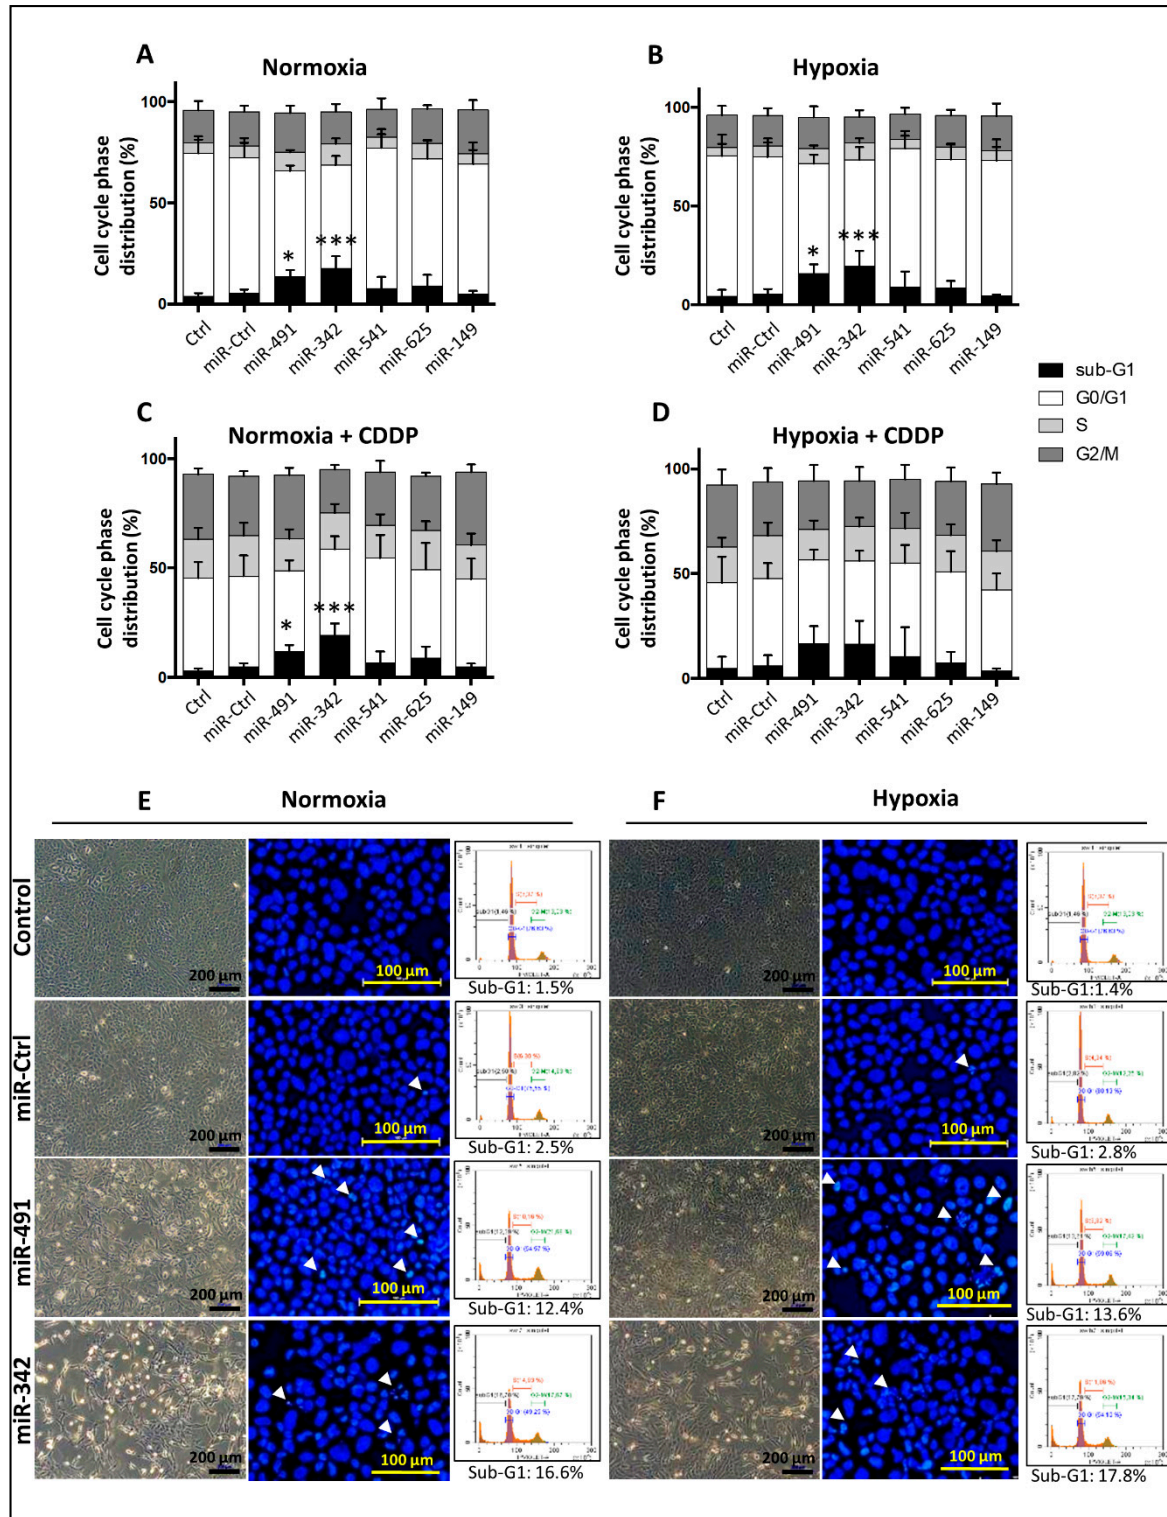 A
Normoxia
Cell cycle phase
distribution (%)
100
50
0
Ctrl
miR-Ctrl
miR-491
miR-342
miR-541
miR-625
miR-149
*
***
B
Hypoxia
Cell cycle phase
distribution (%)
100
50
0
Ctrl
miR-Ctrl
miR-491
miR-342
miR-541
miR-625
miR-149
*
***
sub-G1
G0/G1
S
G2/M
C
Normoxia + CDDP
Cell cycle phase
distribution (%)
100
50
0
Ctrl
miR-Ctrl
miR-491
miR-342
miR-541
miR-625
miR-149
*
***
D
Hypoxia + CDDP
Cell cycle phase
distribution (%)
100
50
0
Ctrl
miR-Ctrl
miR-491
miR-342
miR-541
miR-625
miR-149
E
Normoxia
F
Hypoxia
Control
200 µm
100 µm
Sub-G1: 1.5%
200 µm
100 µm
Sub-G1:1.4%
miR-Ctrl
200 µm
100 µm
Sub-G1: 2.5%
200 µm
100 µm
Sub-G1: 2.8%
miR-491
200 µm
100 µm
Sub-G1: 12.4%
200 µm
100 µm
Sub-G1: 13.6%
miR-342
200 µm
100 µm
Sub-G1: 16.6%
200 µm
100 µm
Sub-G1: 17.8%